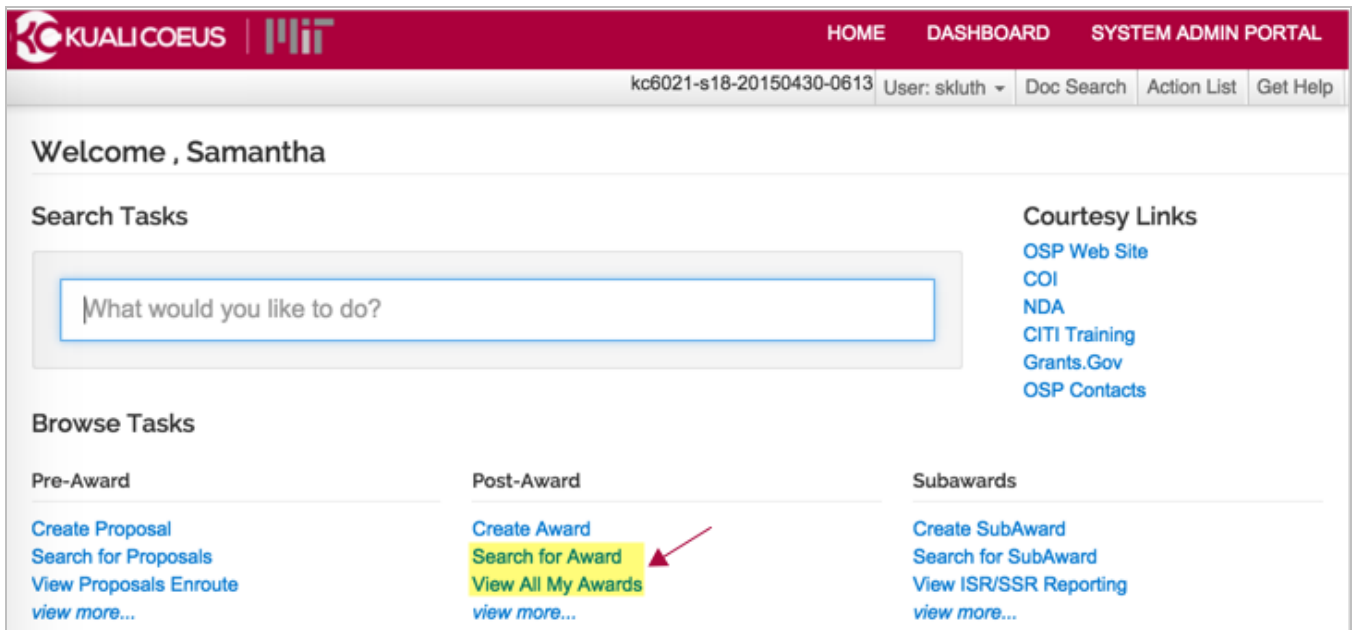 KUALI COEUS MIT
HOME DASHBOARD SYSTEM ADMIN PORTAL
kc6021-s18-20150430-0613 User: skluth Doc Search Action List Get Help
Welcome , Samantha
Search Tasks
What would you like to do?
Courtesy Links
OSP Web Site
COI
NDA
CITI Training
Grants.Gov
OSP Contacts
Browse Tasks
Pre-Award
Create Proposal
Search for Proposals
View Proposals Enroute
view more...
Post-Award
Create Award
Search for Award
View All My Awards
view more...
Subawards
Create SubAward
Search for SubAward
View ISR/SSR Reporting
view more...